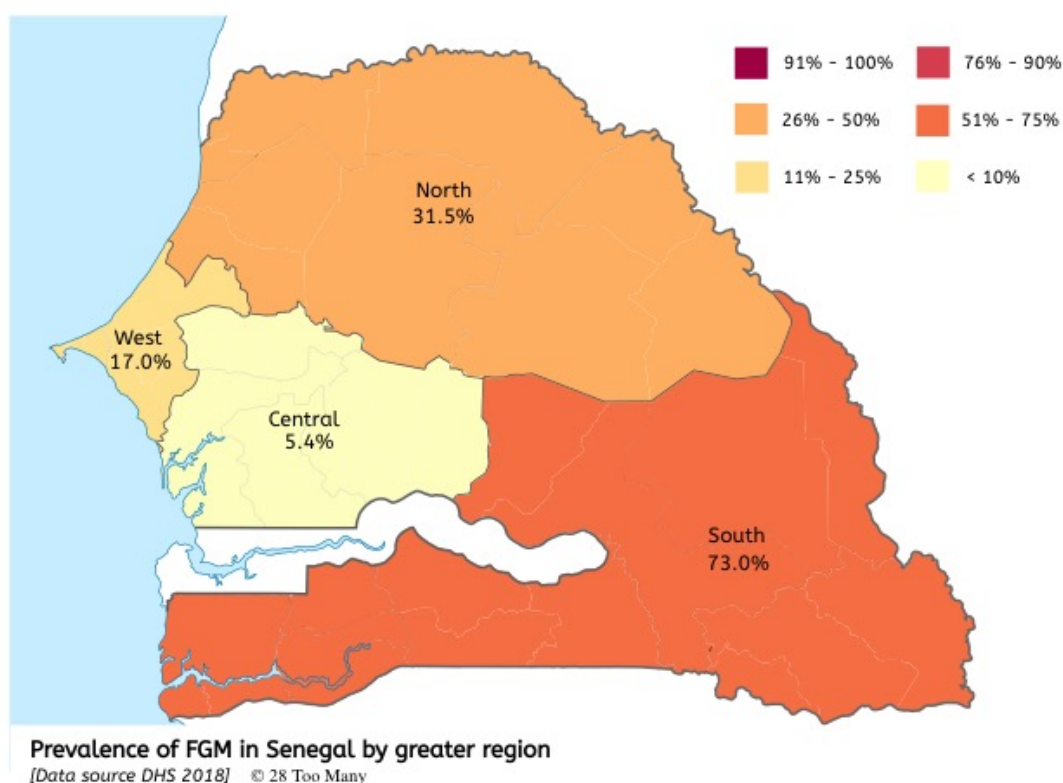 91% - 100%
76% - 90%
26% - 50%
51% - 75%
11% - 25%
< 10%
North
31.5%
West
17.0%
Central
5.4%
South
73.0%
Prevalence of FGM in Senegal by greater region
[Data source DHS 2018] © 28 Too Many